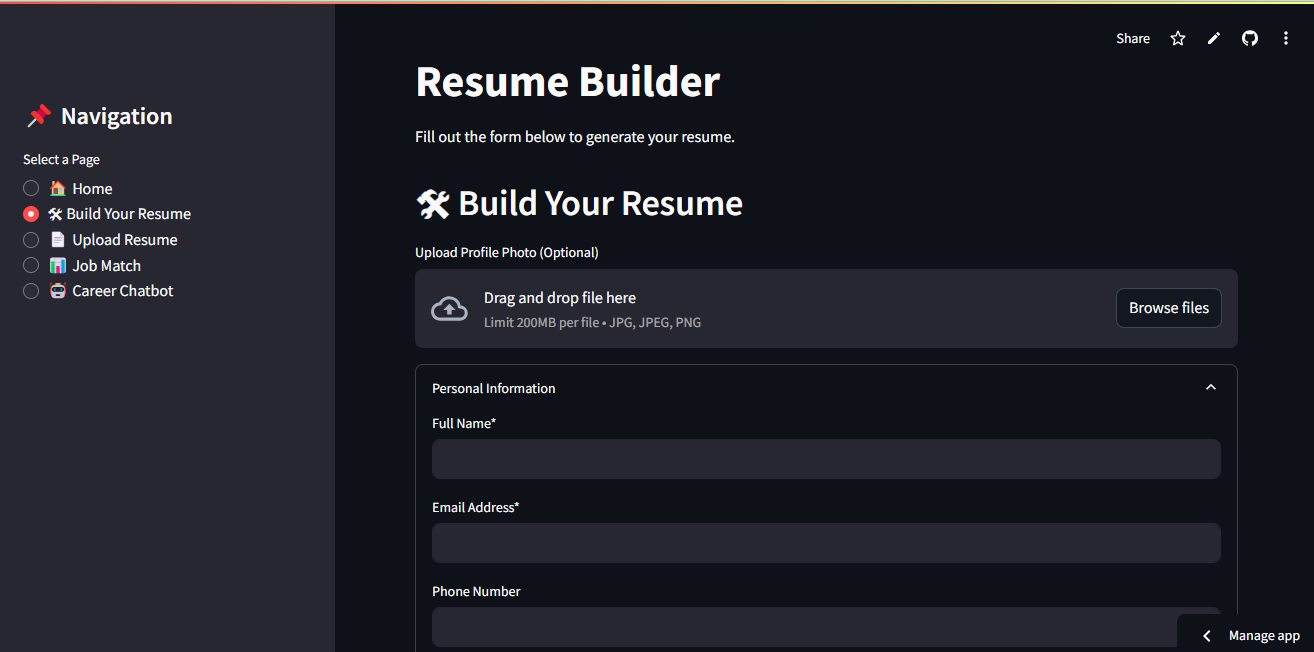 Share
📌 Navigation
Select a Page
🏠 Home
🛠 Build Your Resume
📄 Upload Resume
📊 Job Match
🤖 Career Chatbot
Resume Builder
Fill out the form below to generate your resume.
🛠 Build Your Resume
Upload Profile Photo (Optional)
Drag and drop file here
Limit 200MB per file • JPG, JPEG, PNG
Browse files
Personal Information
Full Name*
Email Address*
Phone Number
Manage app